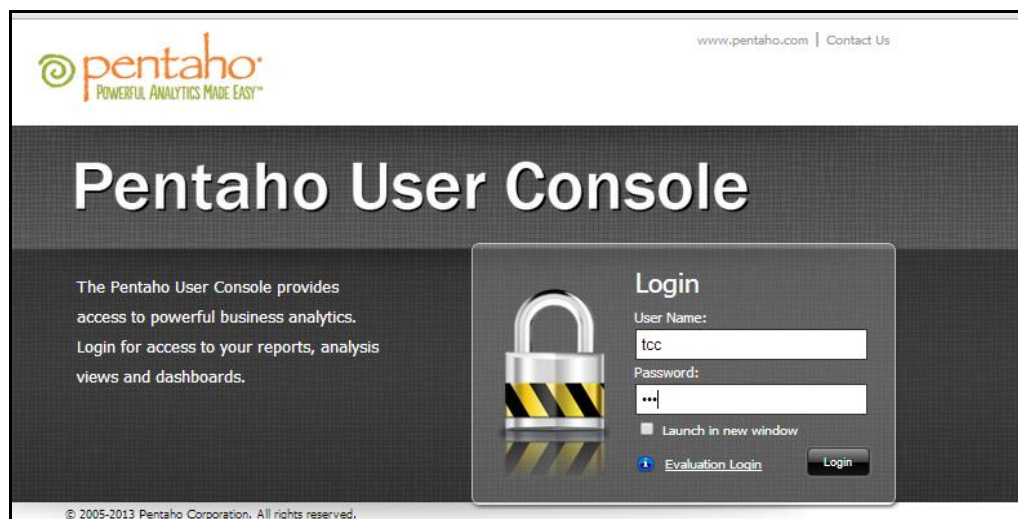 www.pentaho.com | Contact Us
pentaho®
POWERFUL ANALYTICS MADE EASY™
Pentaho User Console
The Pentaho User Console provides
access to powerful business analytics.
Login for access to your reports, analysis
views and dashboards.
Login
User Name:
tcc
Password:
•••
Launch in new window
Evaluation Login
Login
© 2005-2013 Pentaho Corporation. All rights reserved.